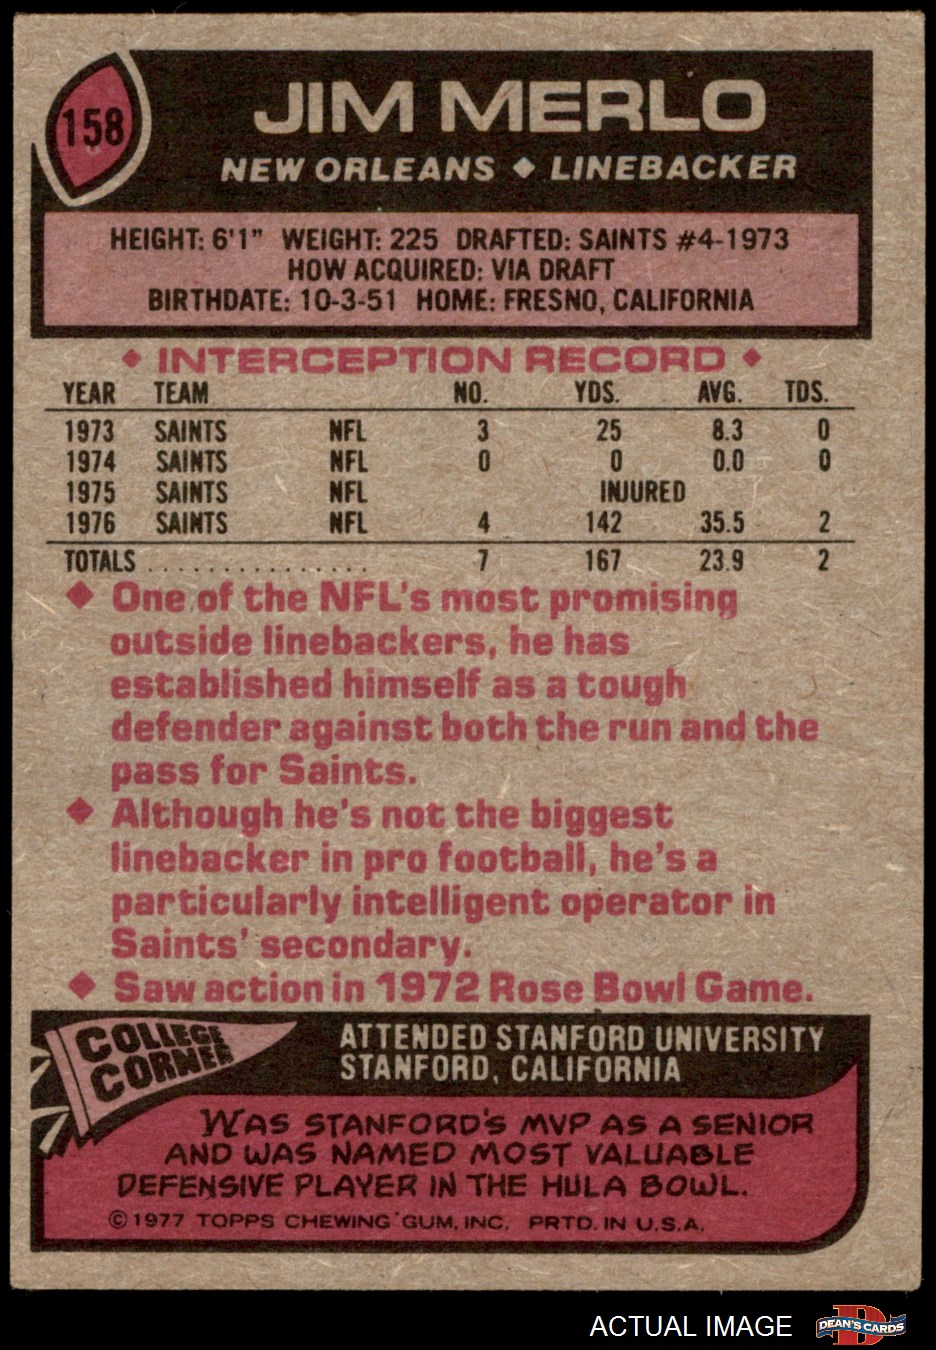 158
JIM MERLO
NEW ORLEANS ◆ LINEBACKER
HEIGHT: 6'1" WEIGHT: 225 DRAFTED: SAINTS #4-1973
HOW ACQUIRED: VIA DRAFT
BIRTHDATE: 10-3-51 HOME: FRESNO, CALIFORNIA
◆ INTERCEPTION RECORD ◆
YEAR TEAM NO. YDS. AVG. TDS.
1973 SAINTS NFL 3 25 8.3 0
1974 SAINTS NFL 0 0 0.0 0
1975 SAINTS NFL INJURED
1976 SAINTS NFL 4 142 35.5 2
TOTALS . . . . . . . . . . . . . . . . 7 167 23.9 2
◆ One of the NFL's most promising
outside linebackers, he has
established himself as a tough
defender against both the run and the
pass for Saints.
◆ Although he's not the biggest
linebacker in pro football, he's a
particularly intelligent operator in
Saints' secondary.
◆ Saw action in 1972 Rose Bowl Game.
COLLEGE
CORNER
ATTENDED STANFORD UNIVERSITY
STANFORD, CALIFORNIA
WAS STANFORD'S MVP AS A SENIOR
AND WAS NAMED MOST VALUABLE
DEFENSIVE PLAYER IN THE HULA BOWL.
© 1977 TOPPS CHEWING GUM, INC. PRTD. IN U.S.A.
ACTUAL IMAGE
D
DEAN'S CARDS